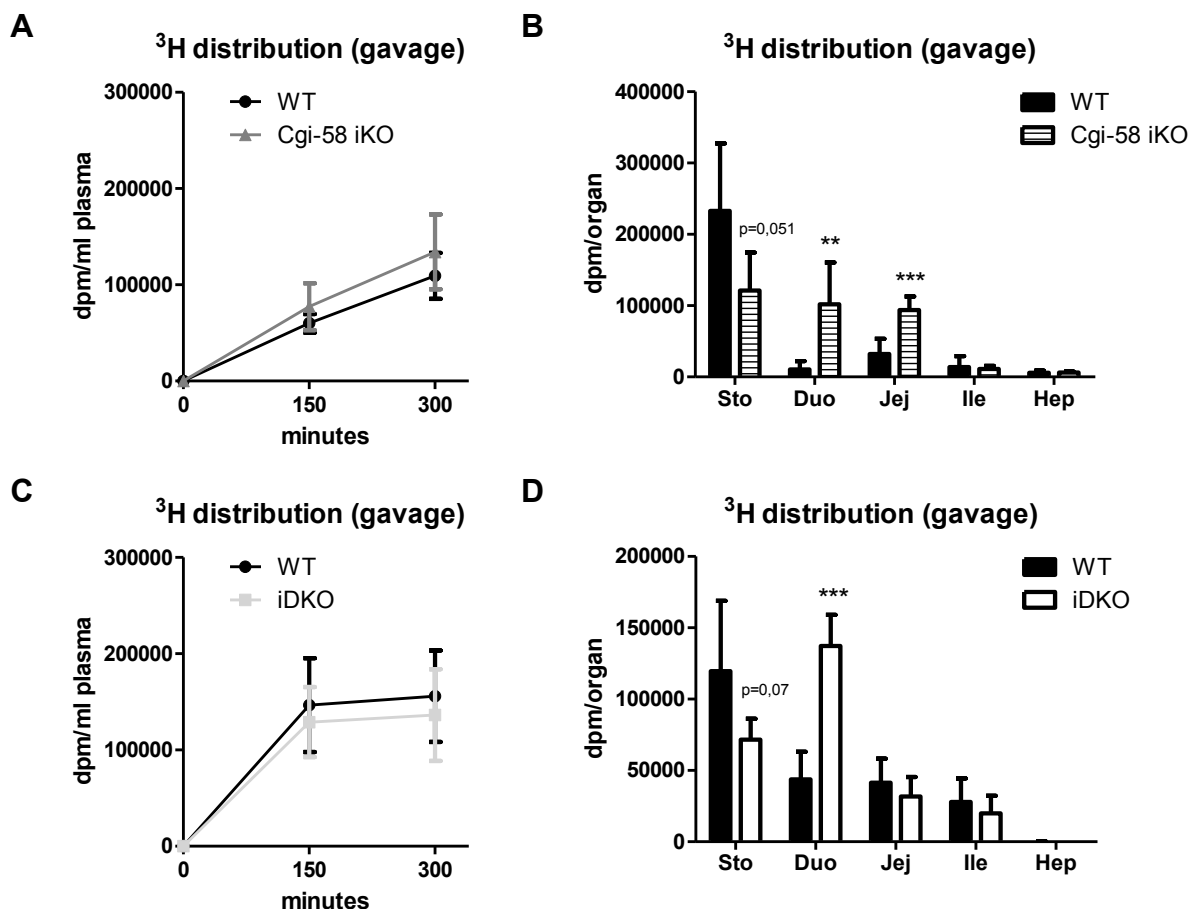 A
³H distribution (gavage)
WT
Cgi-58 iKO
dpm/ml plasma
300000
200000
100000
0
0 150 300
minutes
B
³H distribution (gavage)
WT
Cgi-58 iKO
dpm/organ
400000
300000
200000
100000
0
p=0,051
**
***
Sto Duo Jej Ile Hep
C
³H distribution (gavage)
WT
iDKO
dpm/ml plasma
300000
200000
100000
0
0 150 300
minutes
D
³H distribution (gavage)
WT
iDKO
dpm/organ
200000
150000
100000
50000
0
p=0,07
***
Sto Duo Jej Ile Hep